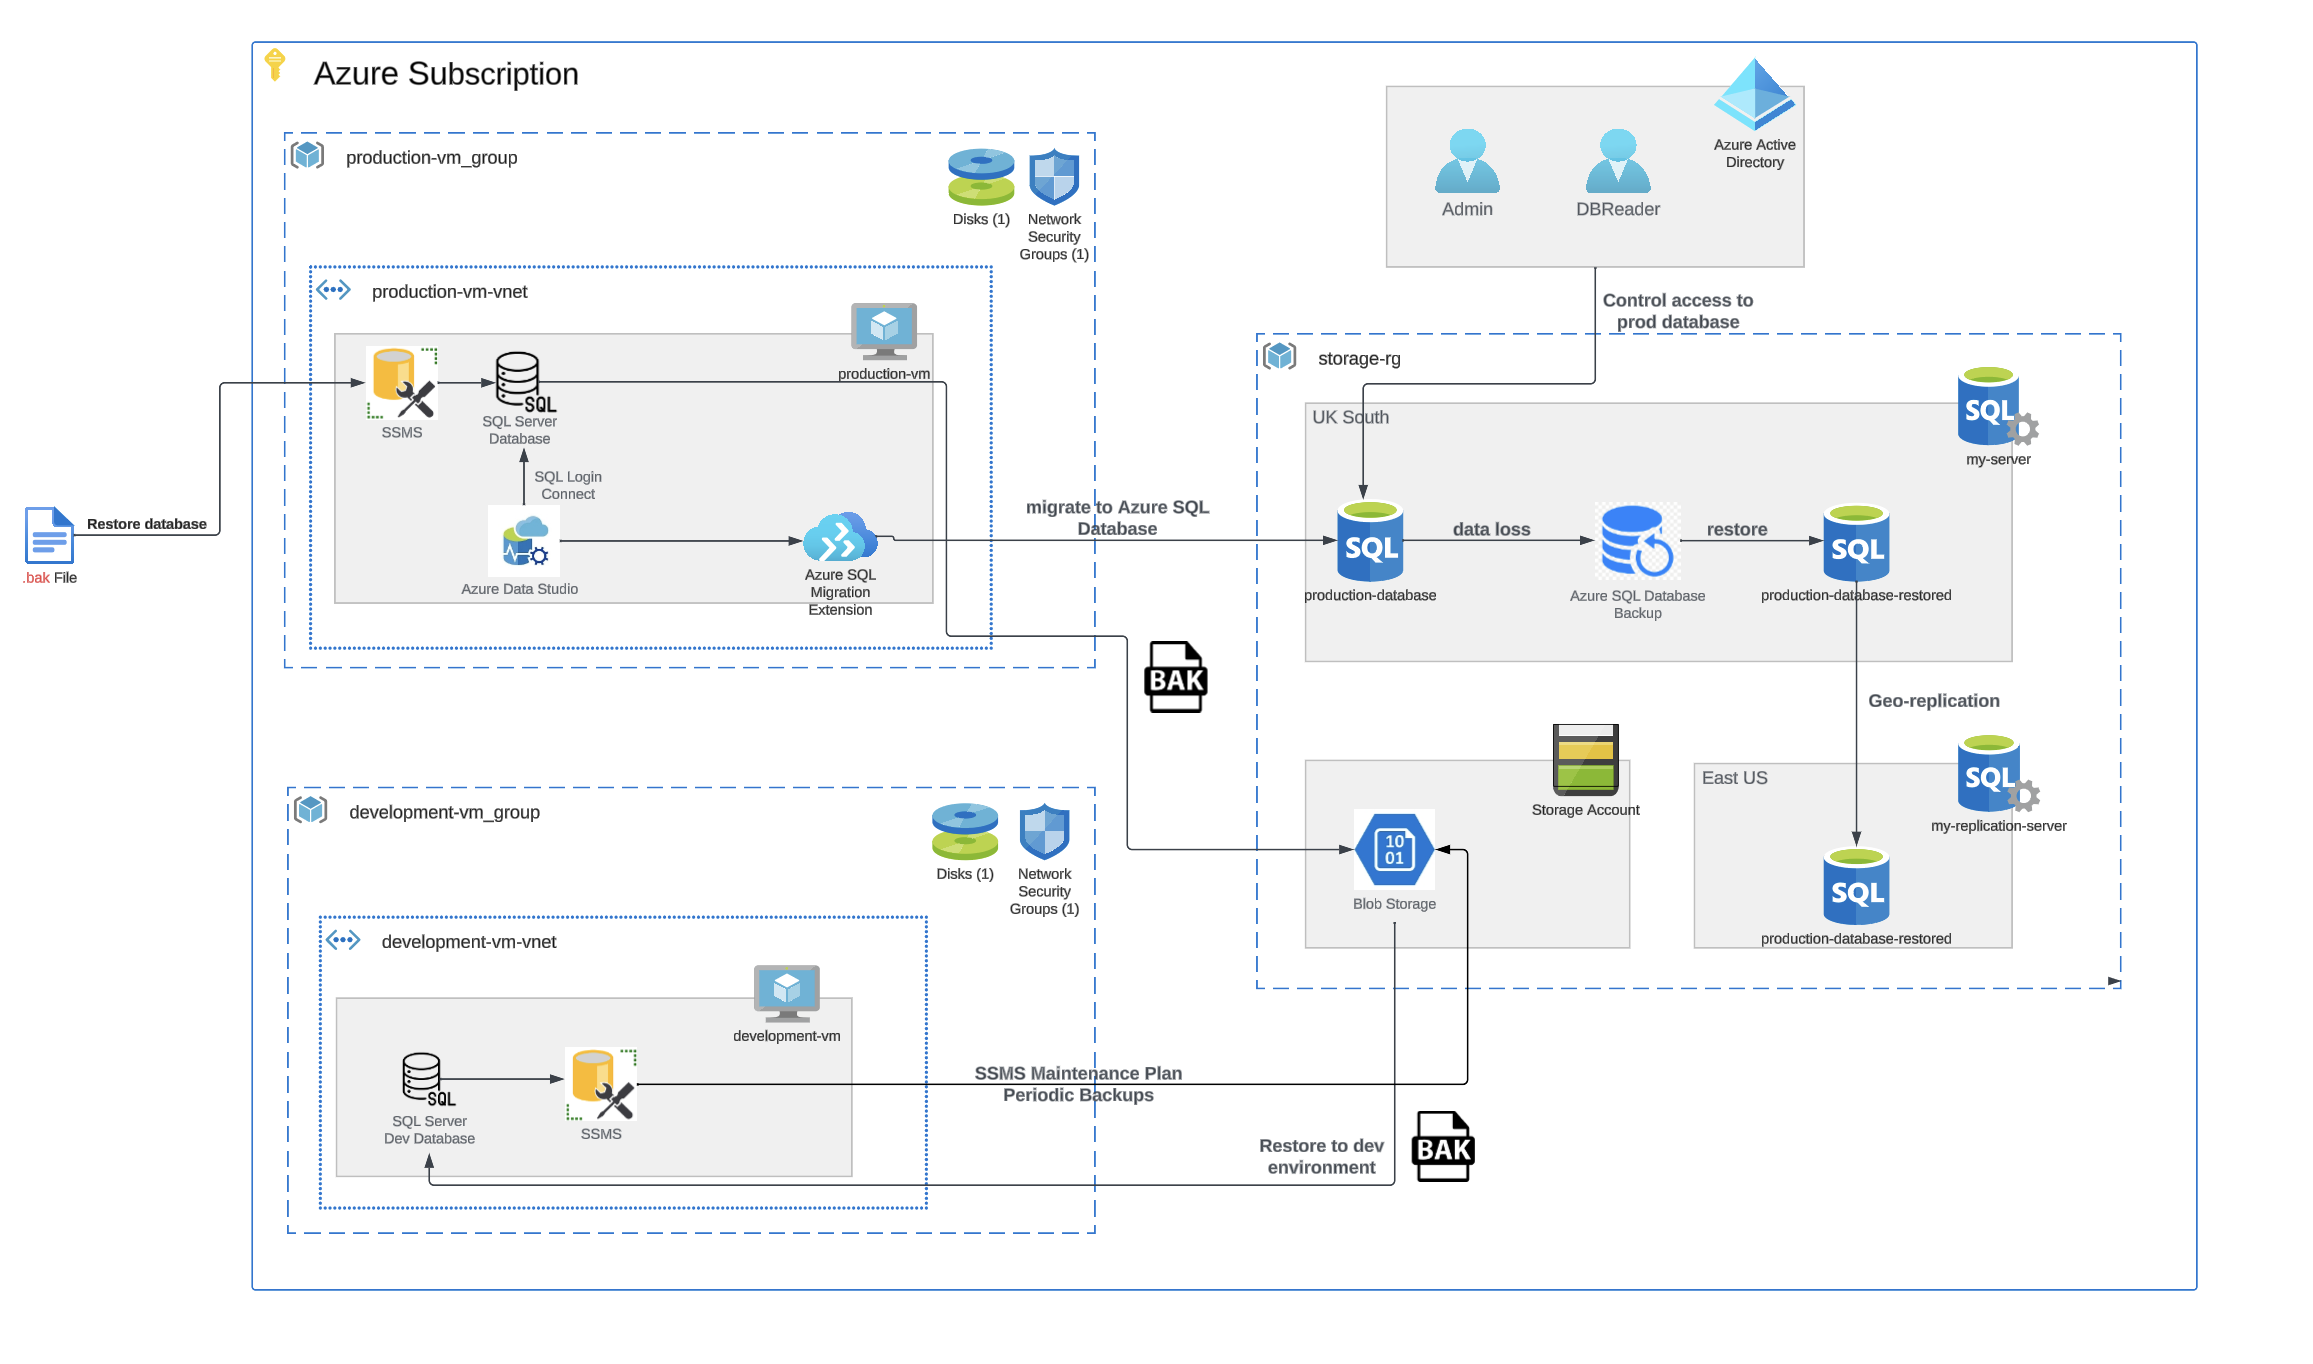 Azure Subscription
production-vm_group
Disks (1)
Network
Security
Groups (1)
production-vm-vnet
production-vm
SSMS
SQL
SQL Server
Database
SQL Login
Connect
Azure Data Studio
Azure SQL
Migration
Extension
Restore database
.bak File
migrate to Azure SQL
Database
BAK
Admin
DBReader
Azure Active
Directory
Control access to
prod database
storage-rg
UK South
SQL
my-server
SQL
production-database
data loss
Azure SQL Database
Backup
restore
SQL
production-database-restored
Geo-replication
Storage Account
10
01
Blob Storage
East US
SQL
my-replication-server
SQL
production-database-restored
development-vm_group
Disks (1)
Network
Security
Groups (1)
development-vm-vnet
development-vm
SQL
SQL Server
Dev Database
SSMS
SSMS Maintenance Plan
Periodic Backups
Restore to dev
environment
BAK